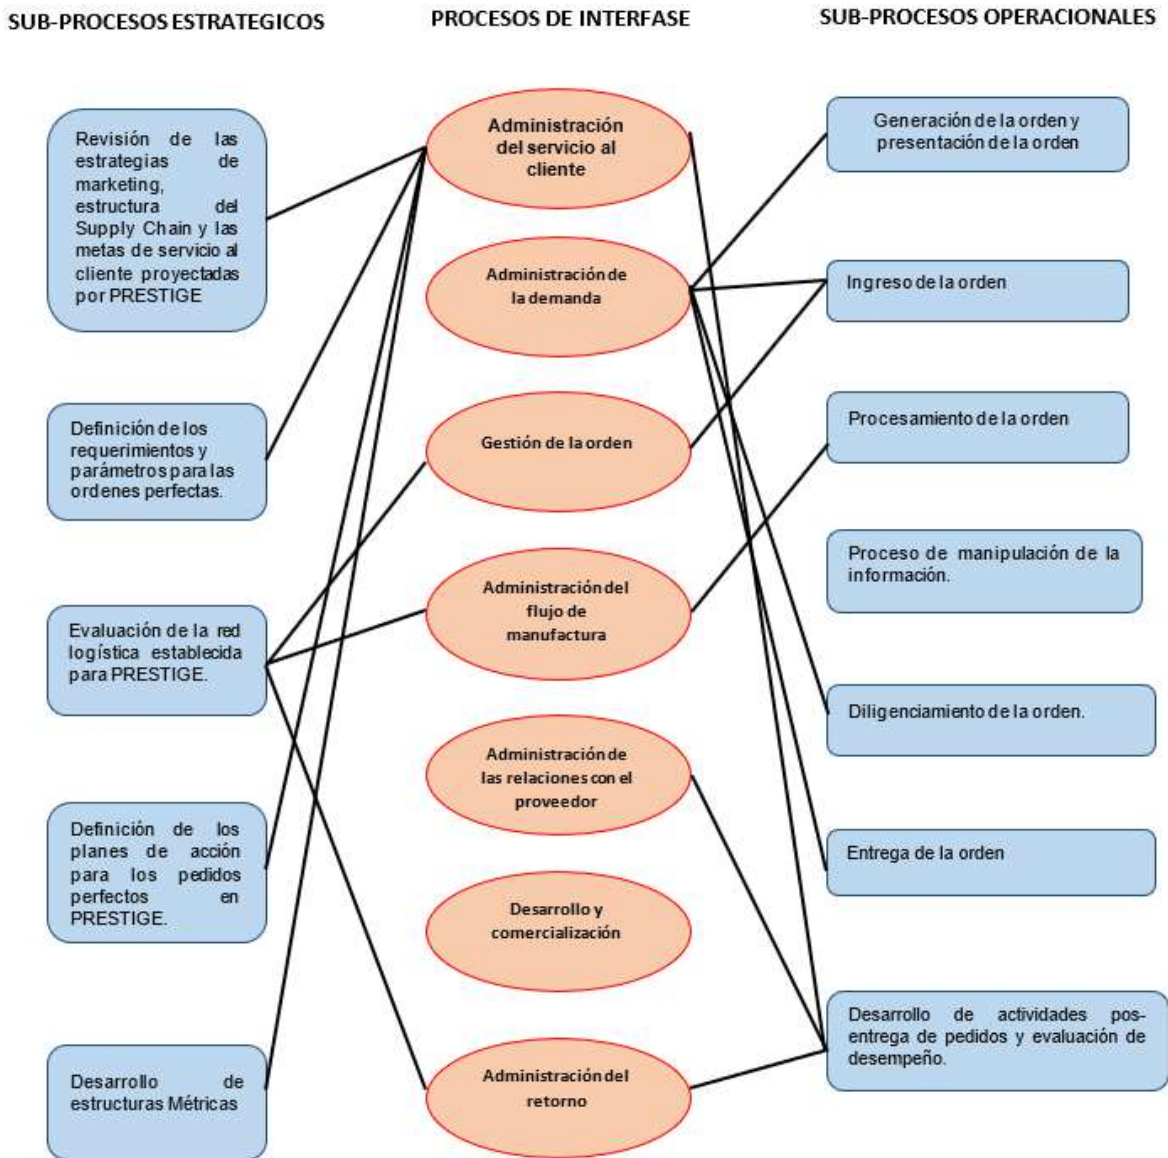 SUB-PROCESOS ESTRATEGICOS
PROCESOS DE INTERFASE
SUB-PROCESOS OPERACIONALES
Revisión de las
estrategias de
marketing,
estructura del
Supply Chain y las
metas de servicio al
cliente proyectadas
por PRESTIGE
Definición de los
requerimientos y
parámetros para las
ordenes perfectas.
Evaluación de la red
logística establecida
para PRESTIGE.
Definición de los
planes de acción
para los pedidos
perfectos en
PRESTIGE.
Desarrollo de
estructuras Métricas
Administración
del servicio al
cliente
Administración de
la demanda
Gestión de la orden
Administración del
flujo de
manufactura
Administración de
las relaciones con el
proveedor
Desarrollo y
comercialización
Administración del
retorno
Generación de la orden y
presentación de la orden
Ingreso de la orden
Procesamiento de la orden
Proceso de manipulación de la
información.
Diligenciamiento de la orden.
Entrega de la orden
Desarrollo de actividades pos-
entrega de pedidos y evaluación de
desempeño.